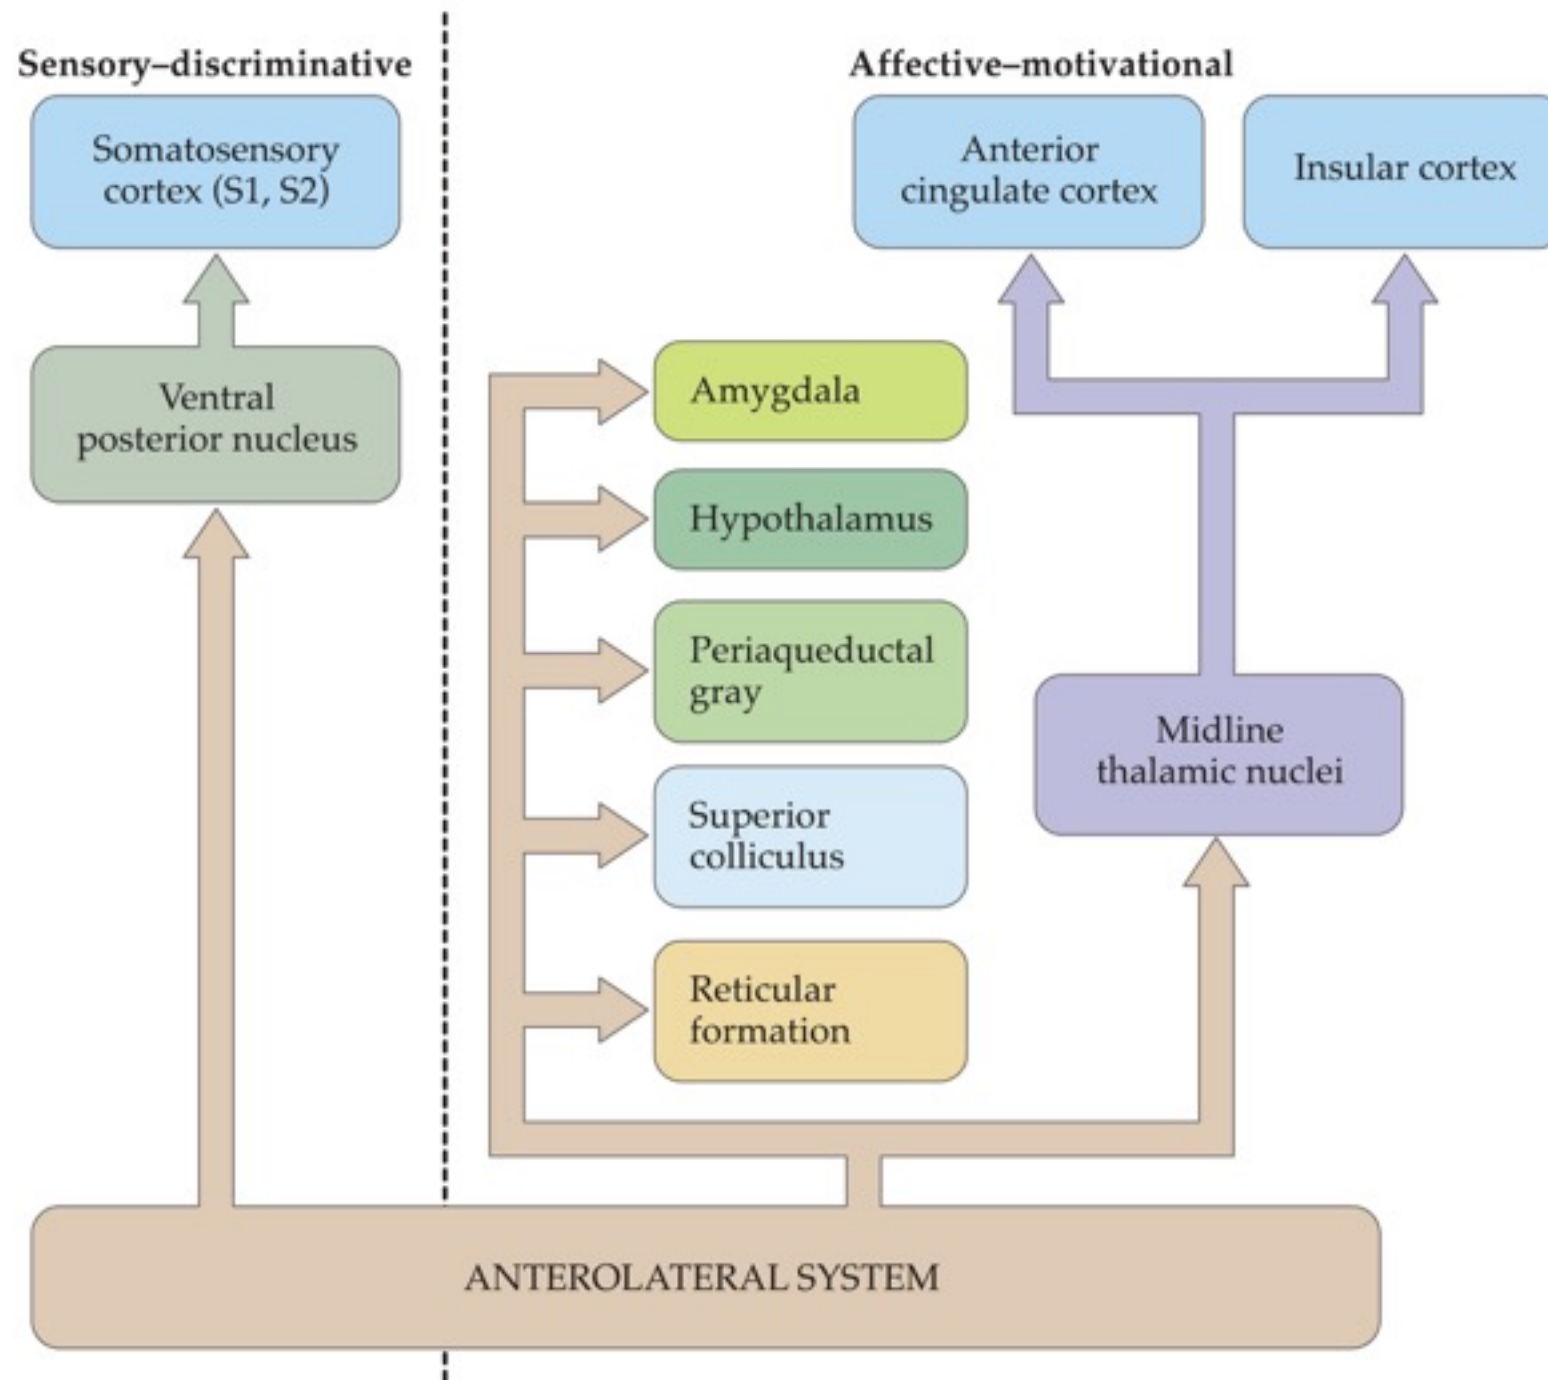 Sensory–discriminative
Affective–motivational
Somatosensory
cortex (S1, S2)
Anterior
cingulate cortex
Insular cortex
Ventral
posterior nucleus
Amygdala
Hypothalamus
Periaqueductal
gray
Midline
thalamic nuclei
Superior
colliculus
Reticular
formation
ANTEROLATERAL SYSTEM